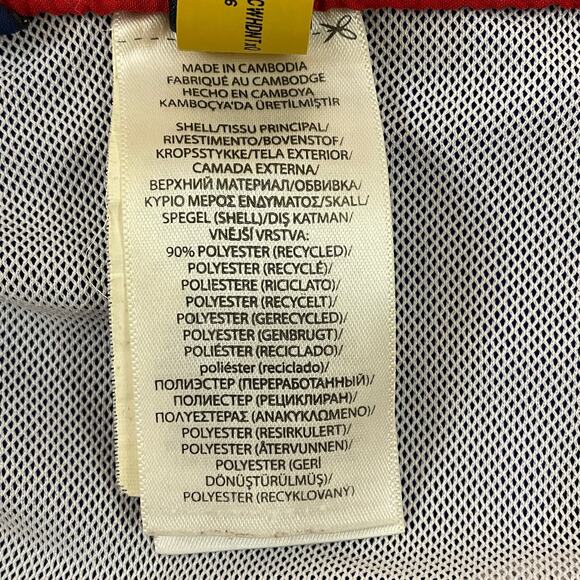 CWHDNT
MADE IN CAMBODIA
FABRIQUÉ AU CAMBODGE
HECHO EN CAMBOYA
KAMBOÇYA'DA ÜRETİLMİŞTİR
SHELL/TISSU PRINCIPAL/
RIVESTIMENTO/BOVENSTOF/
KROPSSTYKKE/TELA EXTERIOR/
CAMADA EXTERNA/
ВЕРХНИЙ МАТЕРИАЛ/ОБВИВКА/
ΚΥΡΙΟ ΜΕΡΟΣ ΕΝΔΥΜΑΤΟΣ/SKALL/
SPEGEL (SHELL)/DIŞ KATMAN/
VNĚJŠÍ VRSTVA:
90% POLYESTER (RECYCLED)/
POLYESTER (RECYCLÉ)/
POLIESTERE (RICICLATO)/
POLYESTER (RECYCELT)/
POLYESTER (GERECYCLED)/
POLYESTER (GENBRUGT)/
POLIÉSTER (RECICLADO)/
poliéster (reciclado)/
ПОЛИЭСТЕР (ПЕРЕРАБОТАННЫЙ)/
ПОЛИЕСТЕР (РЕЦИКЛИРАН)/
ΠΟΛΥΕΣΤΕΡΑΣ (ΑΝΑΚΥΚΛΩΜΕΝΟ)/
POLYESTER (RESIRKULERT)/
POLYESTER (ÅTERVUNNEN)/
POLYESTER (GERİ
DÖNÜŞTÜRÜLMÜŞ)/
POLYESTER (RECYKLOVANÝ)